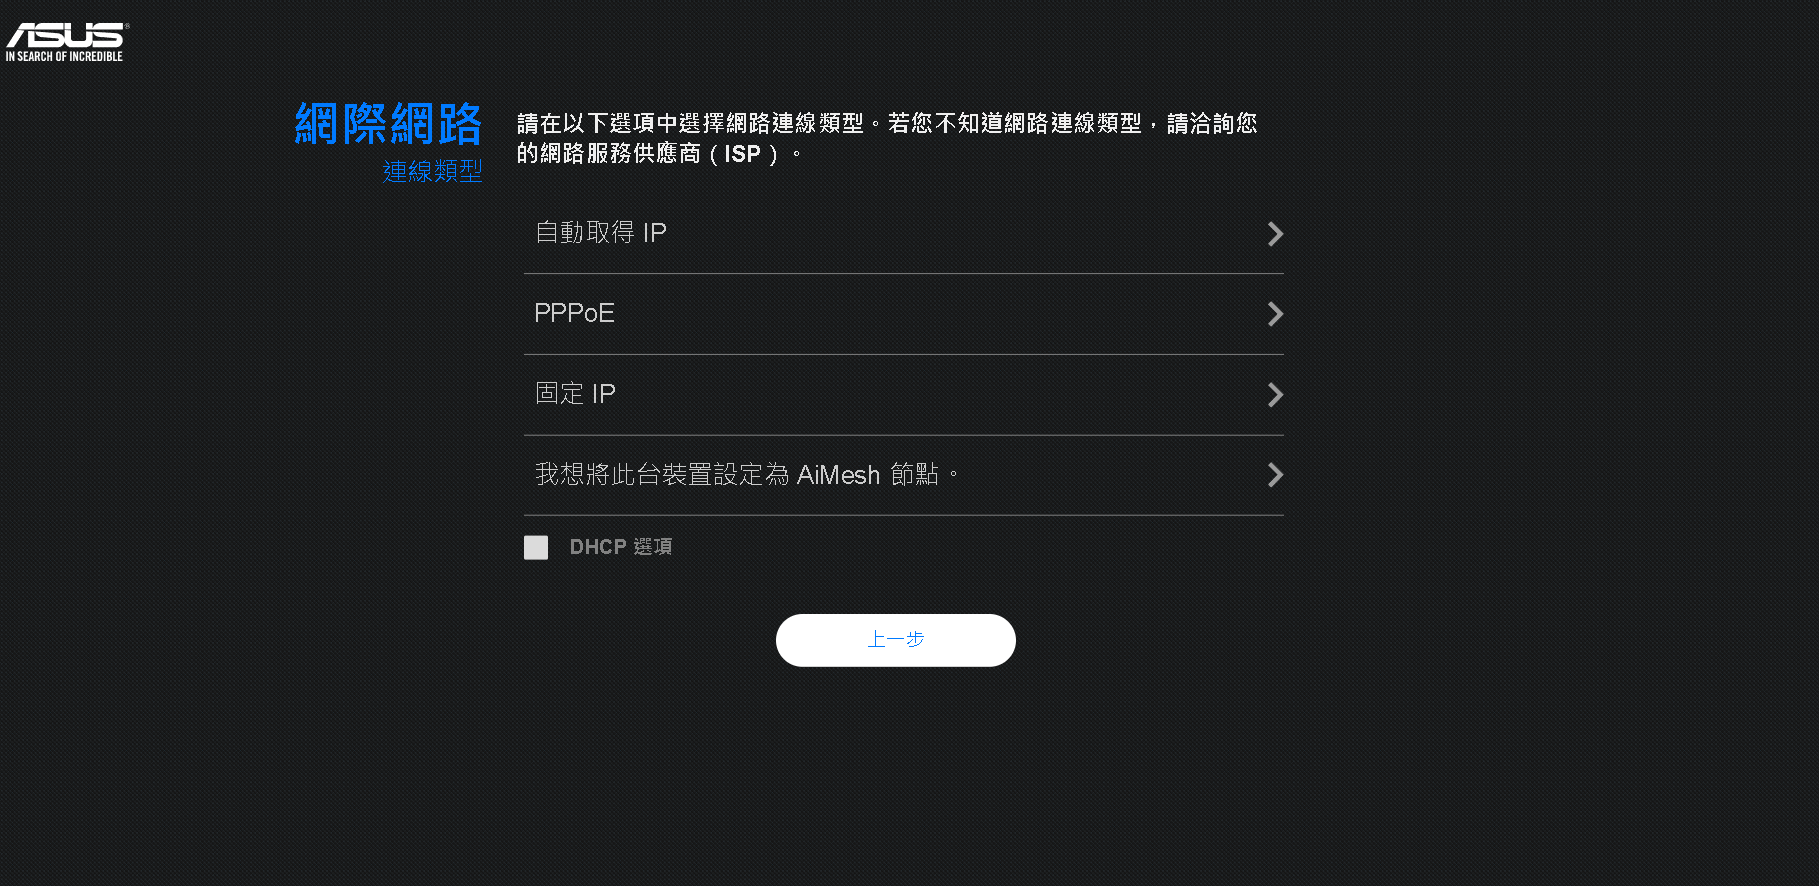 ASUS®
IN SEARCH OF INCREDIBLE
網際網路
連線類型
請在以下選項中選擇網路連線類型。若您不知道網路連線類型，請洽詢您
的網路服務供應商（ISP）。
自動取得 IP
PPPoE
固定 IP
我想將此台裝置設定為 AiMesh 節點。
DHCP 選項
上一步